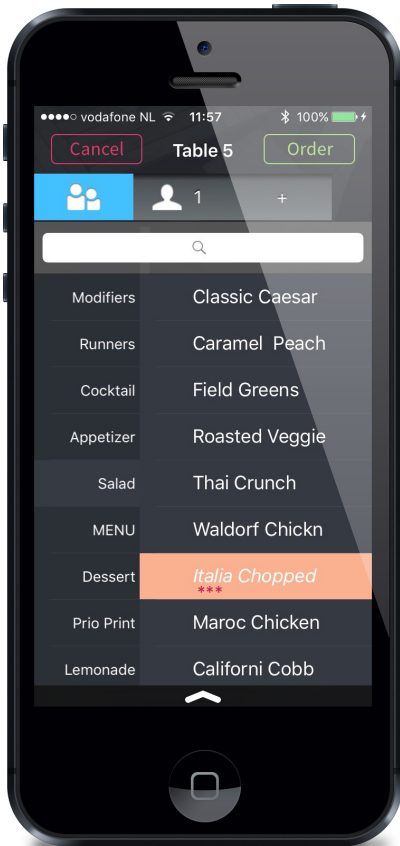 vodafone NL 11:57 100%
Cancel Table 5 Order
1 +
Modifiers Classic Caesar
Runners Caramel Peach
Cocktail Field Greens
Appetizer Roasted Veggie
Salad Thai Crunch
MENU Waldorf Chickn
Dessert Italia Chopped
***
Prio Print Maroc Chicken
Lemonade Californi Cobb